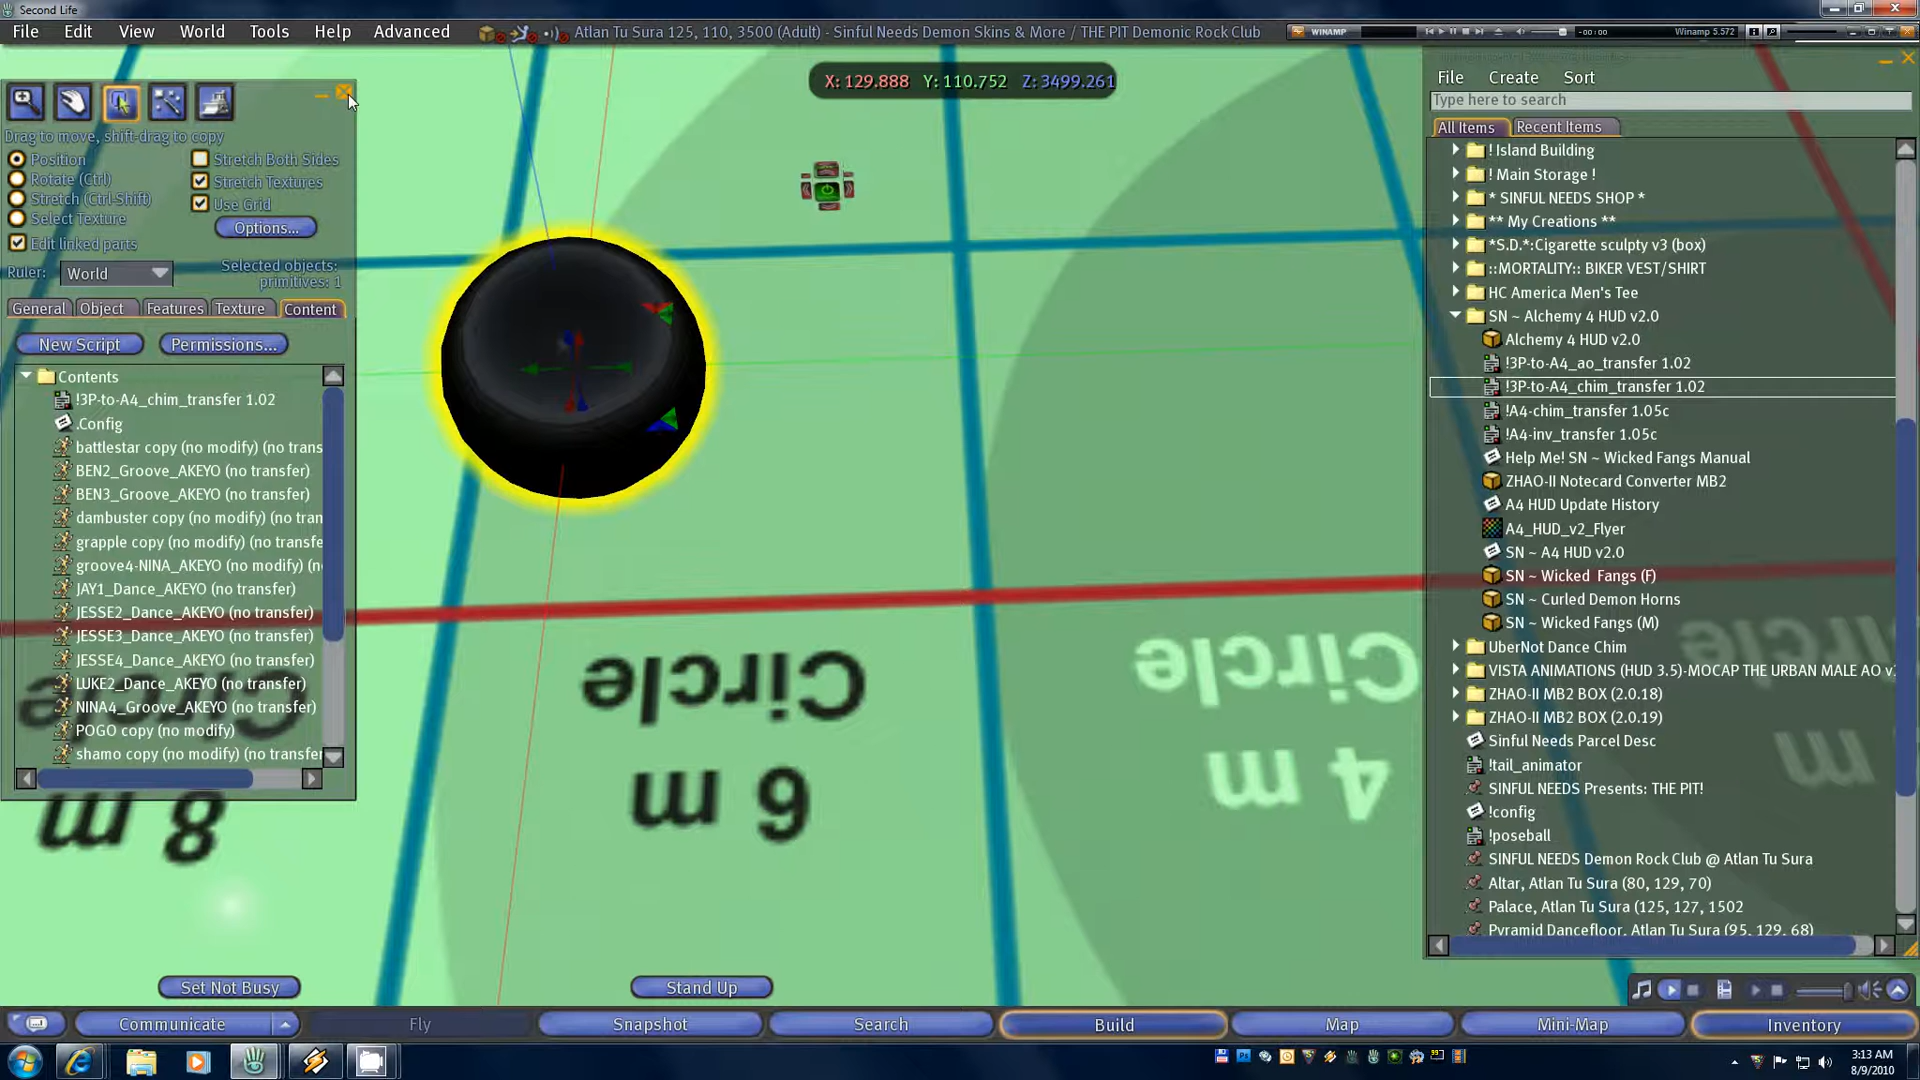 Second Life
File Edit View World Tools Help Advanced
Atlan Tu Sura 125, 110, 3500 (Adult) - Sinful Needs Demon Skins & More / THE PIT Demonic Rock Club
WINAMP
-00:00
Winamp 5.572
X: 129.888 Y: 110.752 Z: 3499.261
Drag to move, shift-drag to copy
Position
Rotate (Ctrl)
Stretch (Ctrl-Shift)
Select Texture
Edit linked parts
Stretch Both Sides
Stretch Textures
Use Grid
Options...
Ruler: World
Selected objects:
primitives: 1
General Object Features Texture Content
New Script Permissions...
Contents
!3P-to-A4_chim_transfer 1.02
.Config
battlestar copy (no modify) (no trans
BEN2_Groove_AKEYO (no transfer)
BEN3_Groove_AKEYO (no transfer)
dambuster copy (no modify) (no tran
grapple copy (no modify) (no transfe
groove4-NINA_AKEYO (no modify) (n
JAY1_Dance_AKEYO (no transfer)
JESSE2_Dance_AKEYO (no transfer)
JESSE3_Dance_AKEYO (no transfer)
JESSE4_Dance_AKEYO (no transfer)
LUKE2_Dance_AKEYO (no transfer)
NINA4_Groove_AKEYO (no transfer)
POGO copy (no modify)
shamo copy (no modify) (no transfer
File Create Sort
Type here to search
All Items Recent Items
! Island Building
! Main Storage !
* SINFUL NEEDS SHOP *
** My Creations **
*S.D.*:Cigarette sculpty v3 (box)
::MORTALITY:: BIKER VEST/SHIRT
HC America Men's Tee
SN ~ Alchemy 4 HUD v2.0
Alchemy 4 HUD v2.0
!3P-to-A4_ao_transfer 1.02
!3P-to-A4_chim_transfer 1.02
!A4-chim_transfer 1.05c
!A4-inv_transfer 1.05c
Help Me! SN ~ Wicked Fangs Manual
ZHAO-II Notecard Converter MB2
A4 HUD Update History
A4_HUD_v2_Flyer
SN ~ A4 HUD v2.0
SN ~ Wicked  Fangs (F)
SN ~ Curled Demon Horns
SN ~ Wicked Fangs (M)
UberNot Dance Chim
VISTA ANIMATIONS (HUD 3.5)-MOCAP THE URBAN MALE AO v
ZHAO-II MB2 BOX (2.0.18)
ZHAO-II MB2 BOX (2.0.19)
Sinful Needs Parcel Desc
!tail_animator
SINFUL NEEDS Presents: THE PIT!
!config
!poseball
SINFUL NEEDS Demon Rock Club @ Atlan Tu Sura
Altar, Atlan Tu Sura (80, 129, 70)
Palace, Atlan Tu Sura (125, 127, 1502
Pyramid Dancefloor, Atlan Tu Sura (95, 129, 68)
Circle
8 m
Circle
6 m
Circle
4 m
Set Not Busy
Stand Up
Communicate Fly Snapshot Search Build Map Mini-Map Inventory
3:13 AM
8/9/2010